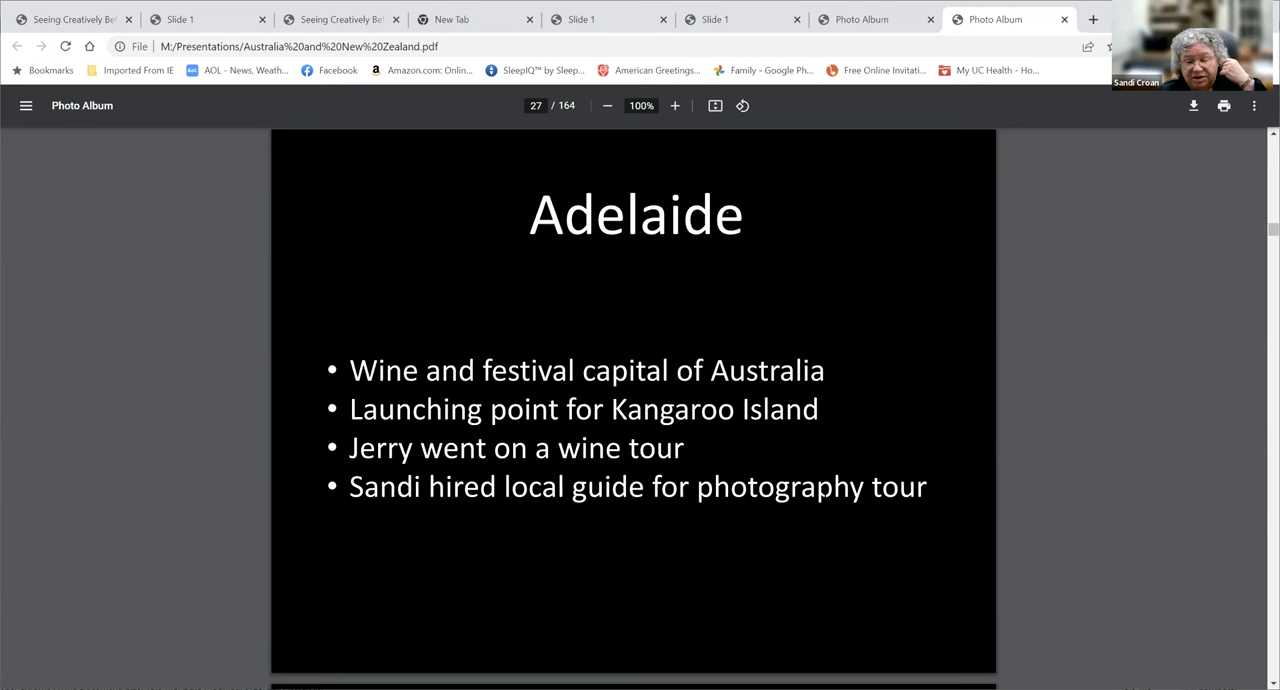 Seeing Creatively Bef
Slide 1
Seeing Creatively Bef
New Tab
Slide 1
Slide 1
Photo Album
Photo Album
File M:/Presentations/Australia%20and%20New%20Zealand.pdf
Bookmarks Imported From IE AOL - News, Weath... Facebook Amazon.com: Onlin... SleepIQ™ by Sleep... American Greetings... Family - Google Ph... Free Online Invitati... My UC Health - Ho...
Sandi Croan
Photo Album 27 / 164 100%
Adelaide
• Wine and festival capital of Australia
• Launching point for Kangaroo Island
• Jerry went on a wine tour
• Sandi hired local guide for photography tour